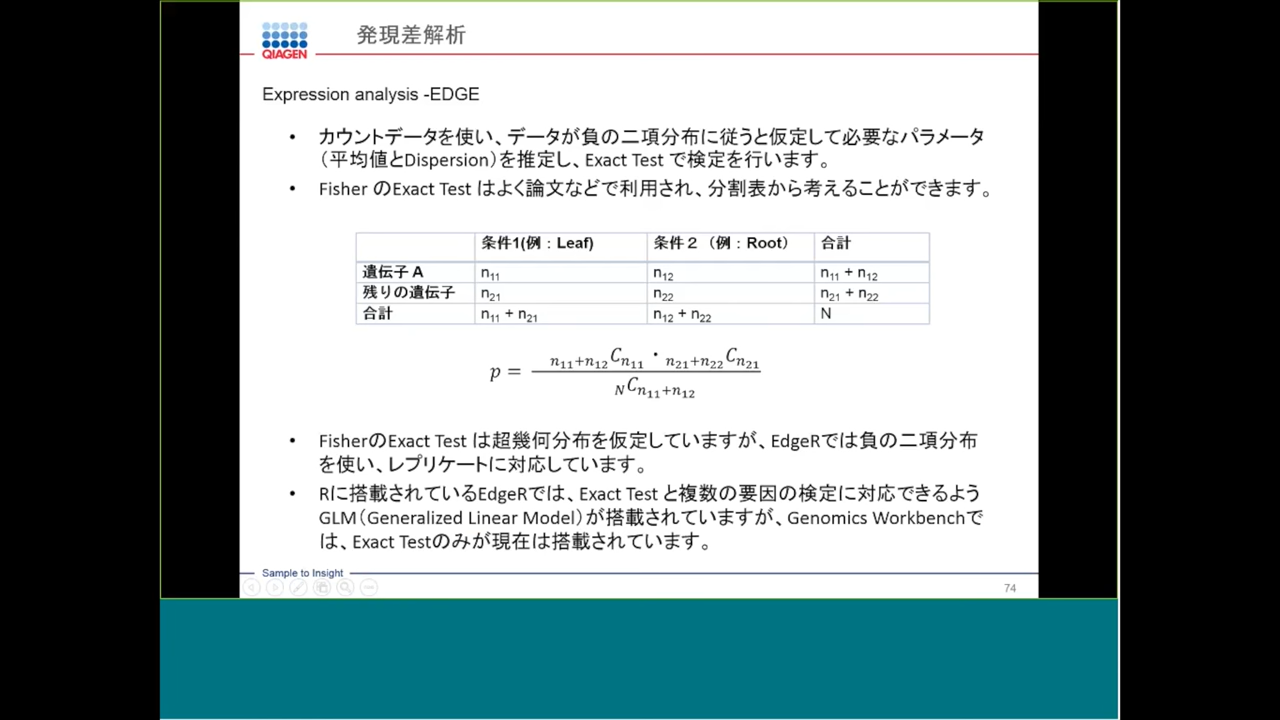 QIAGEN
発現差解析
Expression analysis -EDGE
• カウントデータを使い、データが負の二項分布に従うと仮定して必要なパラメータ
（平均値とDispersion）を推定し、Exact Test で検定を行います。
• Fisher のExact Test はよく論文などで利用され、分割表から考えることができます。
条件1(例：Leaf) 条件２（例：Root） 合計
遺伝子Ａ n₁₁ n₁₂ n₁₁ + n₁₂
残りの遺伝子 n₂₁ n₂₂ n₂₁ + n₂₂
合計 n₁₁ + n₂₁ n₁₂ + n₂₂ N
p = (ₙ₁₁₊ₙ₁₂Cₙ₁₁ ・ ₙ₂₁₊ₙ₂₂Cₙ₂₁) / (_N Cₙ₁₁₊ₙ₁₂)
• FisherのExact Test は超幾何分布を仮定していますが、EdgeRでは負の二項分布
を使い、レプリケートに対応しています。
• Rに搭載されているEdgeRでは、Exact Test と複数の要因の検定に対応できるよう
GLM（Generalized Linear Model）が搭載されていますが、Genomics Workbenchで
は、Exact Testのみが現在は搭載されています。
Sample to Insight
74